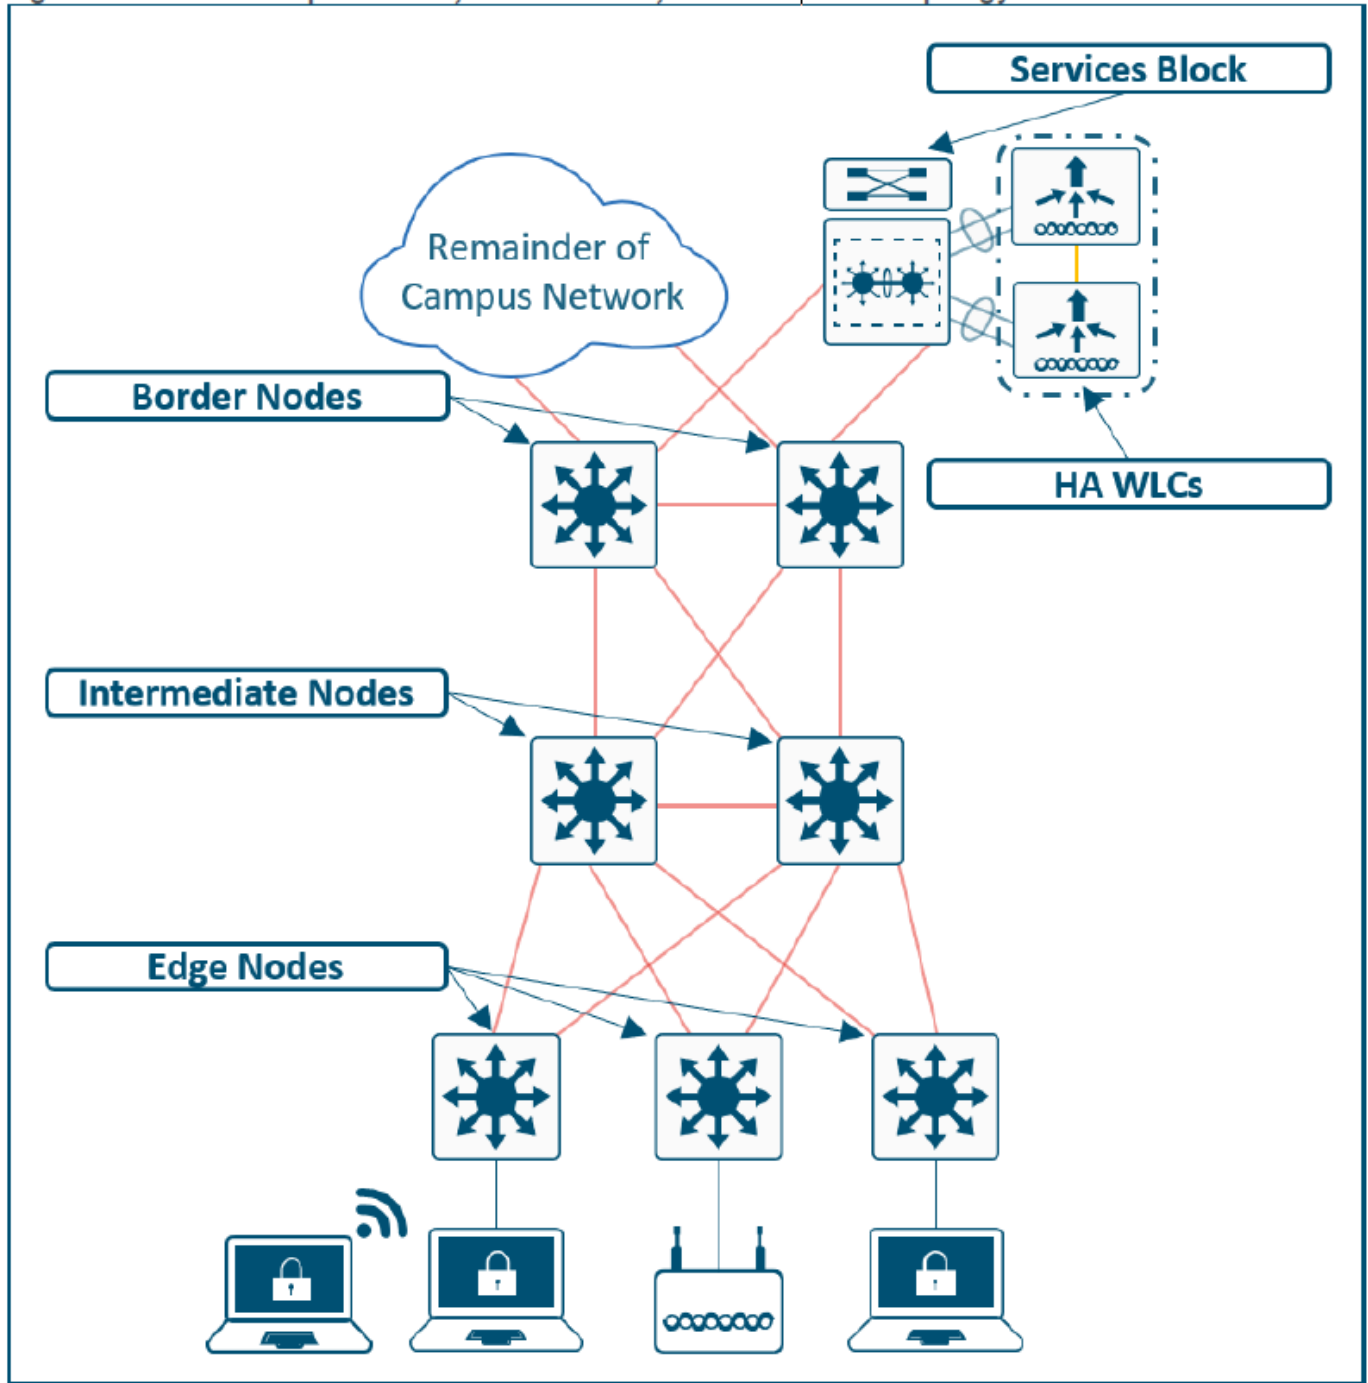 Services Block
Remainder of
Campus Network
Border Nodes
HA WLCs
Intermediate Nodes
Edge Nodes